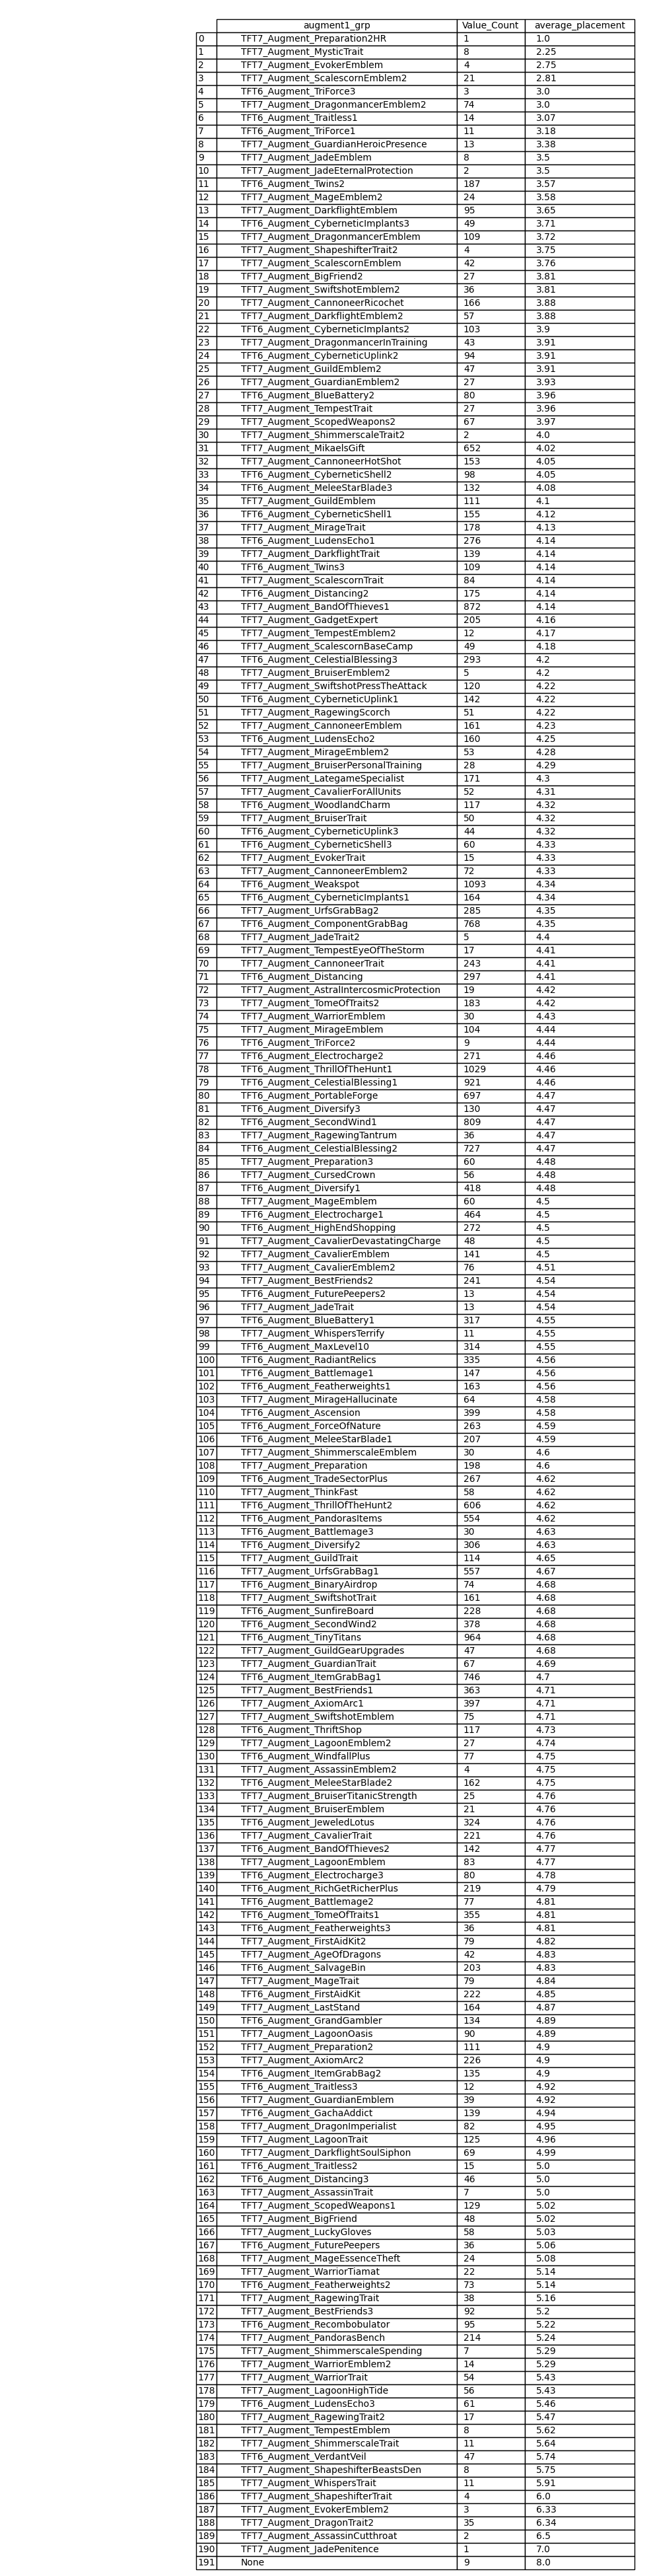 augment1_grp Value_Count average_placement
0 TFT7_Augment_Preparation2HR 1 1.0
1 TFT7_Augment_MysticTrait 8 2.25
2 TFT7_Augment_EvokerEmblem 4 2.75
3 TFT7_Augment_ScalescornEmblem2 21 2.81
4 TFT6_Augment_TriForce3 3 3.0
5 TFT7_Augment_DragonmancerEmblem2 74 3.0
6 TFT6_Augment_Traitless1 14 3.07
7 TFT6_Augment_TriForce1 11 3.18
8 TFT7_Augment_GuardianHeroicPresence 13 3.38
9 TFT7_Augment_JadeEmblem 8 3.5
10 TFT7_Augment_JadeEternalProtection 2 3.5
11 TFT6_Augment_Twins2 187 3.57
12 TFT7_Augment_MageEmblem2 24 3.58
13 TFT7_Augment_DarkflightEmblem 95 3.65
14 TFT6_Augment_CyberneticImplants3 49 3.71
15 TFT7_Augment_DragonmancerEmblem 109 3.72
16 TFT7_Augment_ShapeshifterTrait2 4 3.75
17 TFT7_Augment_ScalescornEmblem 42 3.76
18 TFT7_Augment_BigFriend2 27 3.81
19 TFT7_Augment_SwiftshotEmblem2 36 3.81
20 TFT7_Augment_CannoneerRicochet 166 3.88
21 TFT7_Augment_DarkflightEmblem2 57 3.88
22 TFT6_Augment_CyberneticImplants2 103 3.9
23 TFT7_Augment_DragonmancerInTraining 43 3.91
24 TFT6_Augment_CyberneticUplink2 94 3.91
25 TFT7_Augment_GuildEmblem2 47 3.91
26 TFT7_Augment_GuardianEmblem2 27 3.93
27 TFT6_Augment_BlueBattery2 80 3.96
28 TFT7_Augment_TempestTrait 27 3.96
29 TFT7_Augment_ScopedWeapons2 67 3.97
30 TFT7_Augment_ShimmerscaleTrait2 2 4.0
31 TFT7_Augment_MikaelsGift 652 4.02
32 TFT7_Augment_CannoneerHotShot 153 4.05
33 TFT6_Augment_CyberneticShell2 98 4.05
34 TFT6_Augment_MeleeStarBlade3 132 4.08
35 TFT7_Augment_GuildEmblem 111 4.1
36 TFT6_Augment_CyberneticShell1 155 4.12
37 TFT7_Augment_MirageTrait 178 4.13
38 TFT6_Augment_LudensEcho1 276 4.14
39 TFT7_Augment_DarkflightTrait 139 4.14
40 TFT6_Augment_Twins3 109 4.14
41 TFT7_Augment_ScalescornTrait 84 4.14
42 TFT6_Augment_Distancing2 175 4.14
43 TFT7_Augment_BandOfThieves1 872 4.14
44 TFT7_Augment_GadgetExpert 205 4.16
45 TFT7_Augment_TempestEmblem2 12 4.17
46 TFT7_Augment_ScalescornBaseCamp 49 4.18
47 TFT6_Augment_CelestialBlessing3 293 4.2
48 TFT7_Augment_BruiserEmblem2 5 4.2
49 TFT7_Augment_SwiftshotPressTheAttack 120 4.22
50 TFT6_Augment_CyberneticUplink1 142 4.22
51 TFT7_Augment_RagewingScorch 51 4.22
52 TFT7_Augment_CannoneerEmblem 161 4.23
53 TFT6_Augment_LudensEcho2 160 4.25
54 TFT7_Augment_MirageEmblem2 53 4.28
55 TFT7_Augment_BruiserPersonalTraining 28 4.29
56 TFT7_Augment_LategameSpecialist 171 4.3
57 TFT7_Augment_CavalierForAllUnits 52 4.31
58 TFT6_Augment_WoodlandCharm 117 4.32
59 TFT7_Augment_BruiserTrait 50 4.32
60 TFT6_Augment_CyberneticUplink3 44 4.32
61 TFT6_Augment_CyberneticShell3 60 4.33
62 TFT7_Augment_EvokerTrait 15 4.33
63 TFT7_Augment_CannoneerEmblem2 72 4.33
64 TFT6_Augment_Weakspot 1093 4.34
65 TFT6_Augment_CyberneticImplants1 164 4.34
66 TFT7_Augment_UrfsGrabBag2 285 4.35
67 TFT6_Augment_ComponentGrabBag 768 4.35
68 TFT7_Augment_JadeTrait2 5 4.4
69 TFT7_Augment_TempestEyeOfTheStorm 17 4.41
70 TFT7_Augment_CannoneerTrait 243 4.41
71 TFT6_Augment_Distancing 297 4.41
72 TFT7_Augment_AstralIntercosmicProtection 19 4.42
73 TFT7_Augment_TomeOfTraits2 183 4.42
74 TFT7_Augment_WarriorEmblem 30 4.43
75 TFT7_Augment_MirageEmblem 104 4.44
76 TFT6_Augment_TriForce2 9 4.44
77 TFT6_Augment_Electrocharge2 271 4.46
78 TFT6_Augment_ThrillOfTheHunt1 1029 4.46
79 TFT6_Augment_CelestialBlessing1 921 4.46
80 TFT6_Augment_PortableForge 697 4.47
81 TFT6_Augment_Diversify3 130 4.47
82 TFT6_Augment_SecondWind1 809 4.47
83 TFT7_Augment_RagewingTantrum 36 4.47
84 TFT6_Augment_CelestialBlessing2 727 4.47
85 TFT7_Augment_Preparation3 60 4.48
86 TFT7_Augment_CursedCrown 56 4.48
87 TFT6_Augment_Diversify1 418 4.48
88 TFT7_Augment_MageEmblem 60 4.5
89 TFT6_Augment_Electrocharge1 464 4.5
90 TFT6_Augment_HighEndShopping 272 4.5
91 TFT7_Augment_CavalierDevastatingCharge 48 4.5
92 TFT7_Augment_CavalierEmblem 141 4.5
93 TFT7_Augment_CavalierEmblem2 76 4.51
94 TFT7_Augment_BestFriends2 241 4.54
95 TFT6_Augment_FuturePeepers2 13 4.54
96 TFT7_Augment_JadeTrait 13 4.54
97 TFT6_Augment_BlueBattery1 317 4.55
98 TFT7_Augment_WhispersTerrify 11 4.55
99 TFT6_Augment_MaxLevel10 314 4.55
100 TFT6_Augment_RadiantRelics 335 4.56
101 TFT6_Augment_Battlemage1 147 4.56
102 TFT6_Augment_Featherweights1 163 4.56
103 TFT7_Augment_MirageHallucinate 64 4.58
104 TFT6_Augment_Ascension 399 4.58
105 TFT6_Augment_ForceOfNature 263 4.59
106 TFT6_Augment_MeleeStarBlade1 207 4.59
107 TFT7_Augment_ShimmerscaleEmblem 30 4.6
108 TFT7_Augment_Preparation 198 4.6
109 TFT6_Augment_TradeSectorPlus 267 4.62
110 TFT7_Augment_ThinkFast 58 4.62
111 TFT6_Augment_ThrillOfTheHunt2 606 4.62
112 TFT6_Augment_PandorasItems 554 4.62
113 TFT6_Augment_Battlemage3 30 4.63
114 TFT6_Augment_Diversify2 306 4.63
115 TFT7_Augment_GuildTrait 114 4.65
116 TFT7_Augment_UrfsGrabBag1 557 4.67
117 TFT6_Augment_BinaryAirdrop 74 4.68
118 TFT7_Augment_SwiftshotTrait 161 4.68
119 TFT6_Augment_SunfireBoard 228 4.68
120 TFT6_Augment_SecondWind2 378 4.68
121 TFT6_Augment_TinyTitans 964 4.68
122 TFT7_Augment_GuildGearUpgrades 47 4.68
123 TFT7_Augment_GuardianTrait 67 4.69
124 TFT6_Augment_ItemGrabBag1 746 4.7
125 TFT7_Augment_BestFriends1 363 4.71
126 TFT7_Augment_AxiomArc1 397 4.71
127 TFT7_Augment_SwiftshotEmblem 75 4.71
128 TFT6_Augment_ThriftShop 117 4.73
129 TFT7_Augment_LagoonEmblem2 27 4.74
130 TFT6_Augment_WindfallPlus 77 4.75
131 TFT7_Augment_AssassinEmblem2 4 4.75
132 TFT6_Augment_MeleeStarBlade2 162 4.75
133 TFT7_Augment_BruiserTitanicStrength 25 4.76
134 TFT7_Augment_BruiserEmblem 21 4.76
135 TFT6_Augment_JeweledLotus 324 4.76
136 TFT7_Augment_CavalierTrait 221 4.76
137 TFT7_Augment_BandOfThieves2 142 4.77
138 TFT7_Augment_LagoonEmblem 83 4.77
139 TFT6_Augment_Electrocharge3 80 4.78
140 TFT6_Augment_RichGetRicherPlus 219 4.79
141 TFT6_Augment_Battlemage2 77 4.81
142 TFT6_Augment_TomeOfTraits1 355 4.81
143 TFT6_Augment_Featherweights3 36 4.81
144 TFT7_Augment_FirstAidKit2 79 4.82
145 TFT7_Augment_AgeOfDragons 42 4.83
146 TFT6_Augment_SalvageBin 203 4.83
147 TFT7_Augment_MageTrait 79 4.84
148 TFT6_Augment_FirstAidKit 222 4.85
149 TFT7_Augment_LastStand 164 4.87
150 TFT6_Augment_GrandGambler 134 4.89
151 TFT7_Augment_LagoonOasis 90 4.89
152 TFT7_Augment_Preparation2 111 4.9
153 TFT7_Augment_AxiomArc2 226 4.9
154 TFT6_Augment_ItemGrabBag2 135 4.9
155 TFT6_Augment_Traitless3 12 4.92
156 TFT7_Augment_GuardianEmblem 39 4.92
157 TFT6_Augment_GachaAddict 139 4.94
158 TFT7_Augment_DragonImperialist 82 4.95
159 TFT7_Augment_LagoonTrait 125 4.96
160 TFT7_Augment_DarkflightSoulSiphon 69 4.99
161 TFT6_Augment_Traitless2 15 5.0
162 TFT6_Augment_Distancing3 46 5.0
163 TFT7_Augment_AssassinTrait 7 5.0
164 TFT7_Augment_ScopedWeapons1 129 5.02
165 TFT7_Augment_BigFriend 48 5.02
166 TFT7_Augment_LuckyGloves 58 5.03
167 TFT6_Augment_FuturePeepers 36 5.06
168 TFT7_Augment_MageEssenceTheft 24 5.08
169 TFT7_Augment_WarriorTiamat 22 5.14
170 TFT6_Augment_Featherweights2 73 5.14
171 TFT7_Augment_RagewingTrait 38 5.16
172 TFT7_Augment_BestFriends3 92 5.2
173 TFT6_Augment_Recombobulator 95 5.22
174 TFT7_Augment_PandorasBench 214 5.24
175 TFT7_Augment_ShimmerscaleSpending 7 5.29
176 TFT7_Augment_WarriorEmblem2 14 5.29
177 TFT7_Augment_WarriorTrait 54 5.43
178 TFT7_Augment_LagoonHighTide 56 5.43
179 TFT6_Augment_LudensEcho3 61 5.46
180 TFT7_Augment_RagewingTrait2 17 5.47
181 TFT7_Augment_TempestEmblem 8 5.62
182 TFT7_Augment_ShimmerscaleTrait 11 5.64
183 TFT6_Augment_VerdantVeil 47 5.74
184 TFT7_Augment_ShapeshifterBeastsDen 8 5.75
185 TFT7_Augment_WhispersTrait 11 5.91
186 TFT7_Augment_ShapeshifterTrait 4 6.0
187 TFT7_Augment_EvokerEmblem2 3 6.33
188 TFT7_Augment_DragonTrait2 35 6.34
189 TFT7_Augment_AssassinCutthroat 2 6.5
190 TFT7_Augment_JadePenitence 1 7.0
191 None 9 8.0